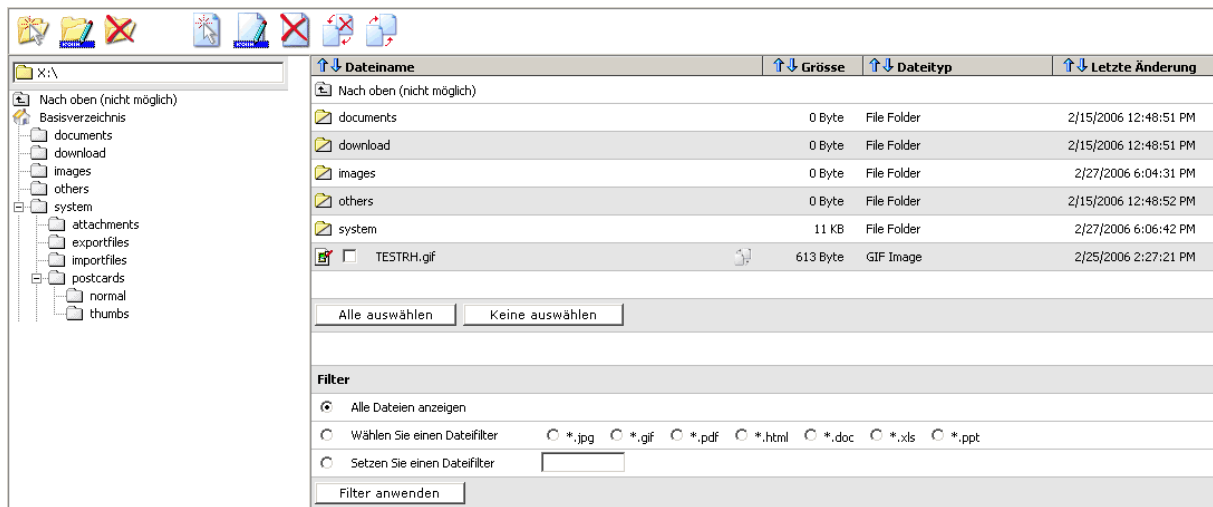 X:\
Nach oben (nicht möglich)
Basisverzeichnis
documents
download
images
others
system
attachments
exportfiles
importfiles
postcards
normal
thumbs
Dateiname Grösse Dateityp Letzte Änderung
Nach oben (nicht möglich)
documents 0 Byte File Folder 2/15/2006 12:48:51 PM
download 0 Byte File Folder 2/15/2006 12:48:51 PM
images 0 Byte File Folder 2/27/2006 6:04:31 PM
others 0 Byte File Folder 2/15/2006 12:48:52 PM
system 11 KB File Folder 2/27/2006 6:06:42 PM
TESTRH.gif 613 Byte GIF Image 2/25/2006 2:27:21 PM
Alle auswählen Keine auswählen
Filter
Alle Dateien anzeigen
Wählen Sie einen Dateifilter *.jpg *.gif *.pdf *.html *.doc *.xls *.ppt
Setzen Sie einen Dateifilter
Filter anwenden